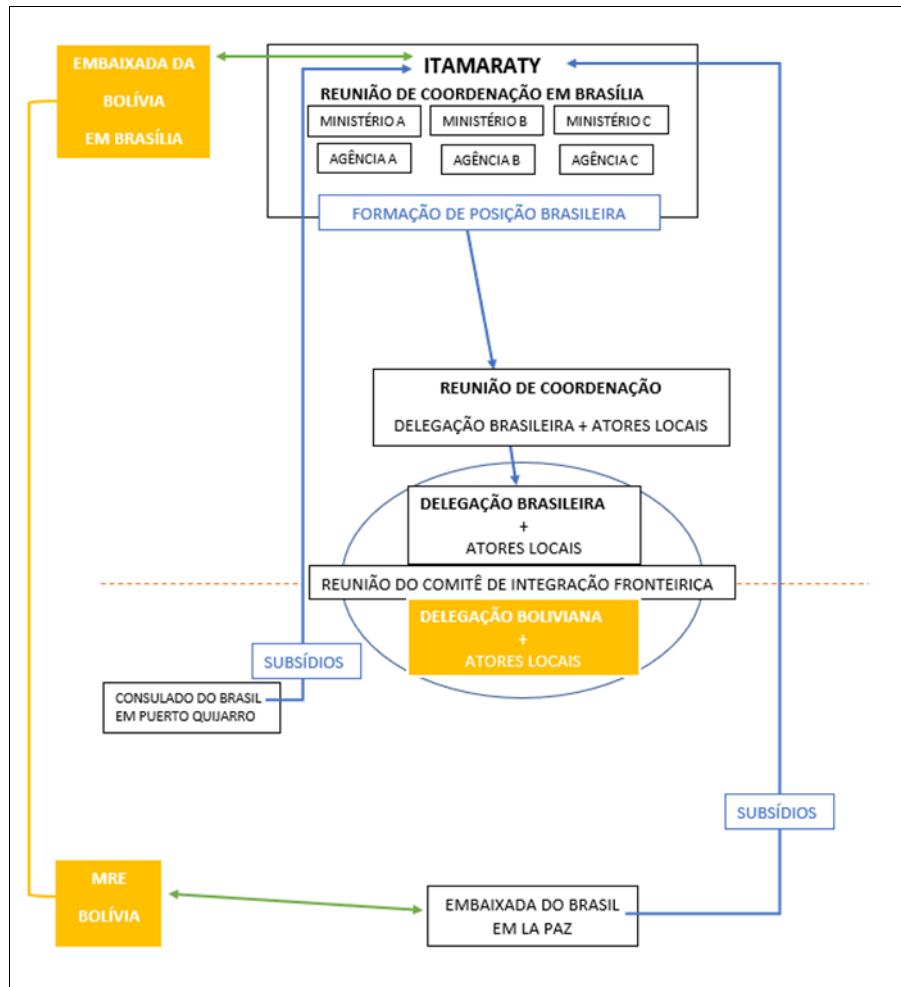 EMBAIXADA DA
BOLÍVIA
EM BRASÍLIA
ITAMARATY
REUNIÃO DE COORDENAÇÃO EM BRASÍLIA
MINISTÉRIO A
MINISTÉRIO B
MINISTÉRIO C
AGÊNCIA A
AGÊNCIA B
AGÊNCIA C
FORMAÇÃO DE POSIÇÃO BRASILEIRA
REUNIÃO DE COORDENAÇÃO
DELEGAÇÃO BRASILEIRA + ATORES LOCAIS
DELEGAÇÃO BRASILEIRA
+
ATORES LOCAIS
REUNIÃO DO COMITÊ DE INTEGRAÇÃO FRONTEIRIÇA
DELEGAÇÃO BOLIVIANA
+
ATORES LOCAIS
SUBSÍDIOS
CONSULADO DO BRASIL
EM PUERTO QUIJARRO
SUBSÍDIOS
MRE
BOLÍVIA
EMBAIXADA DO BRASIL
EM LA PAZ